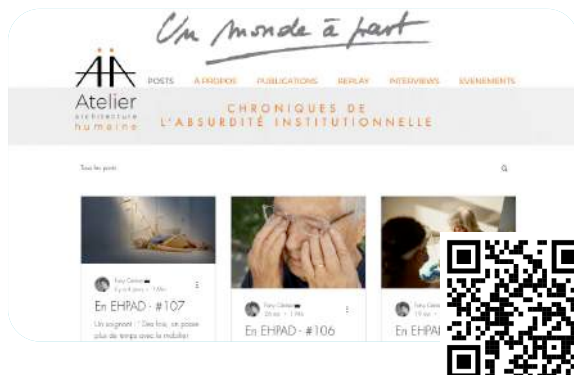 Un monde à part
ÄÄ
POSTS À PROPOS PUBLICATIONS REPLAY INTERVIEWS EVENEMENTS
Atelier
architecture
humaine
CHRONIQUES DE
L'ABSURDITÉ INSTITUTIONNELLE
Tous les posts
En EHPAD - #107
Un soignant : "Des fois, on passe
plus de temps avec le mobilier
En EHPAD - #106
En EHPA